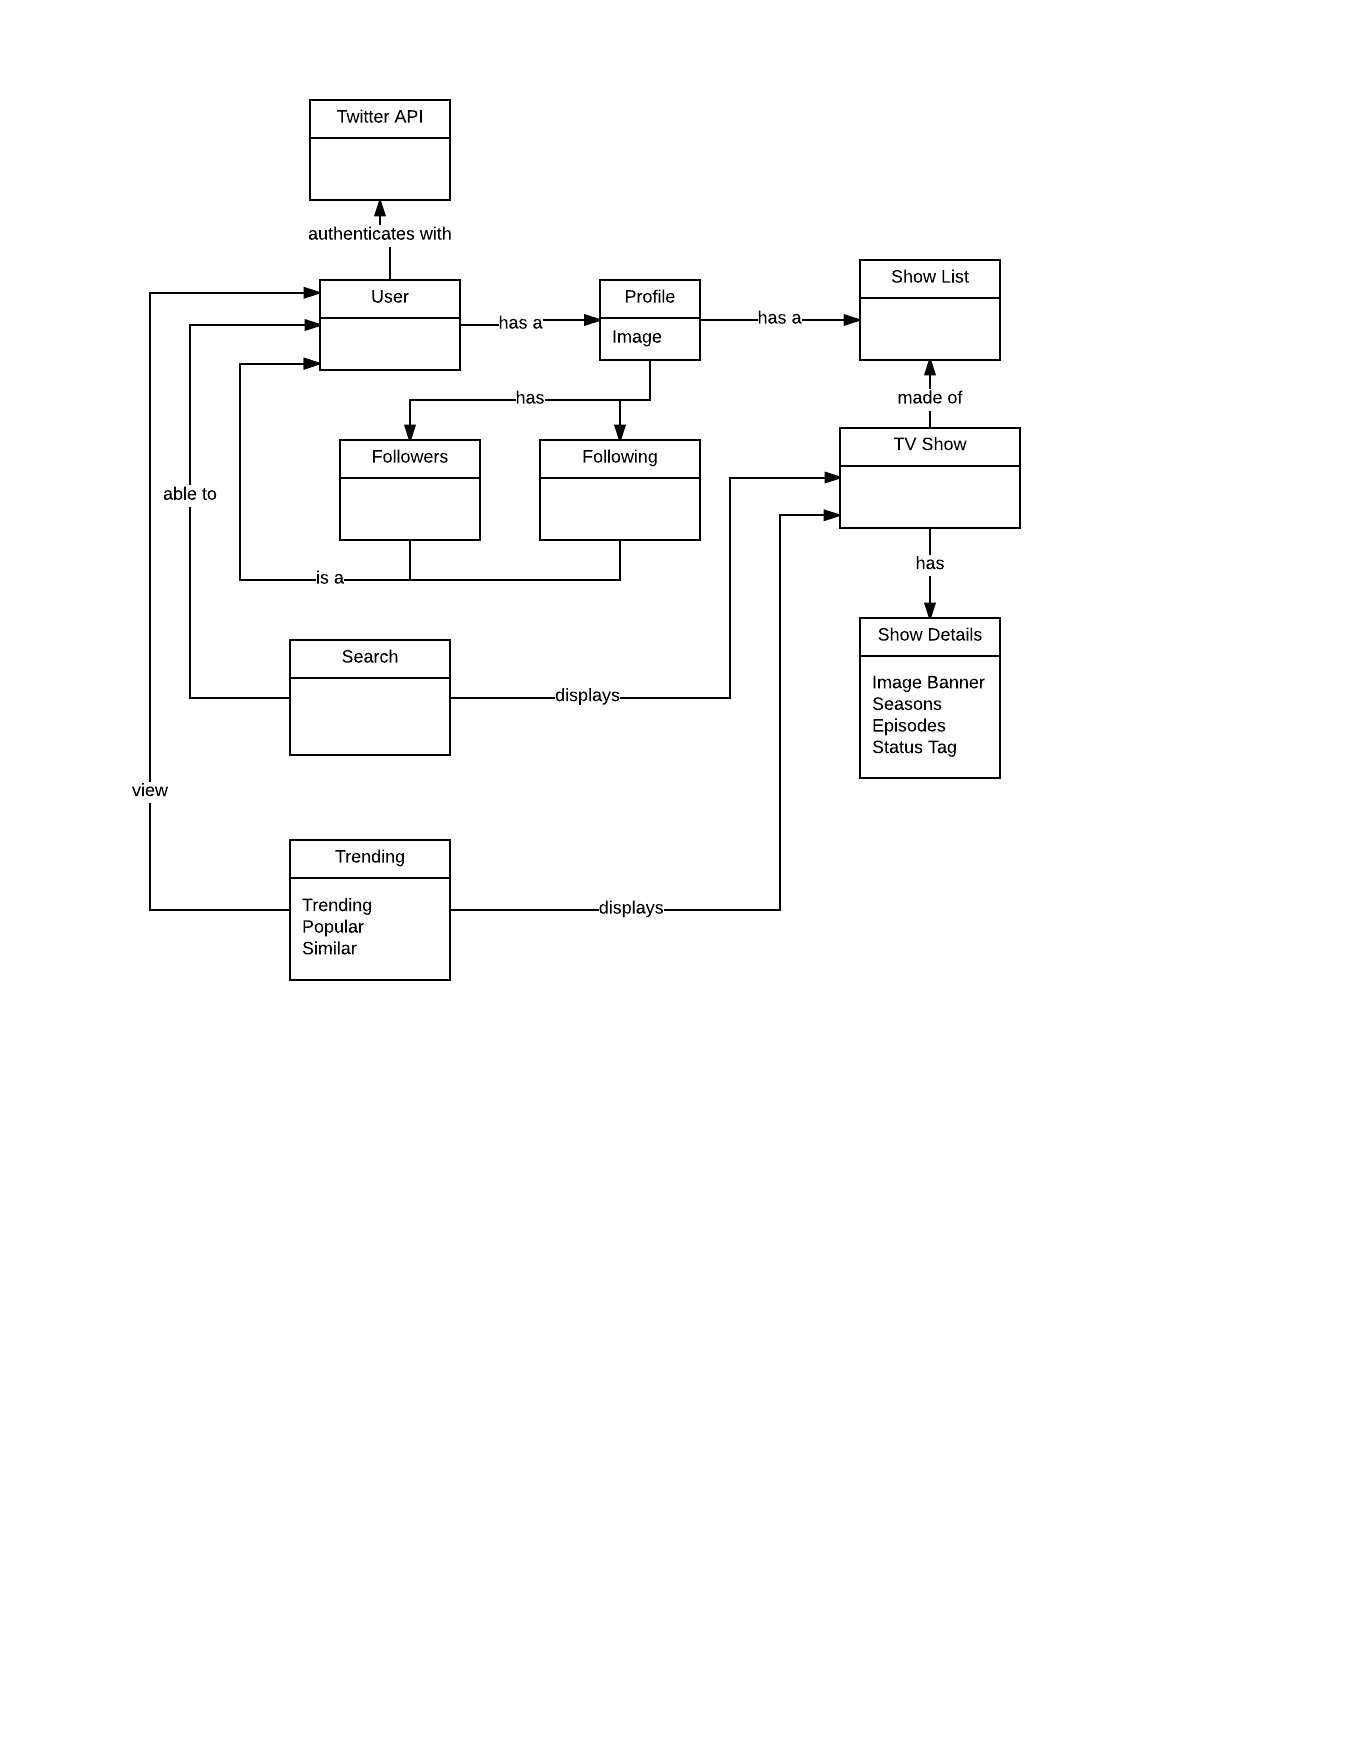 Twitter API
authenticates with
User
has a
Profile
Image
has a
Show List
made of
has
Followers
Following
TV Show
able to
is a
has
Search
displays
Show Details
Image Banner
Seasons
Episodes
Status Tag
view
Trending
Trending
Popular
Similar
displays